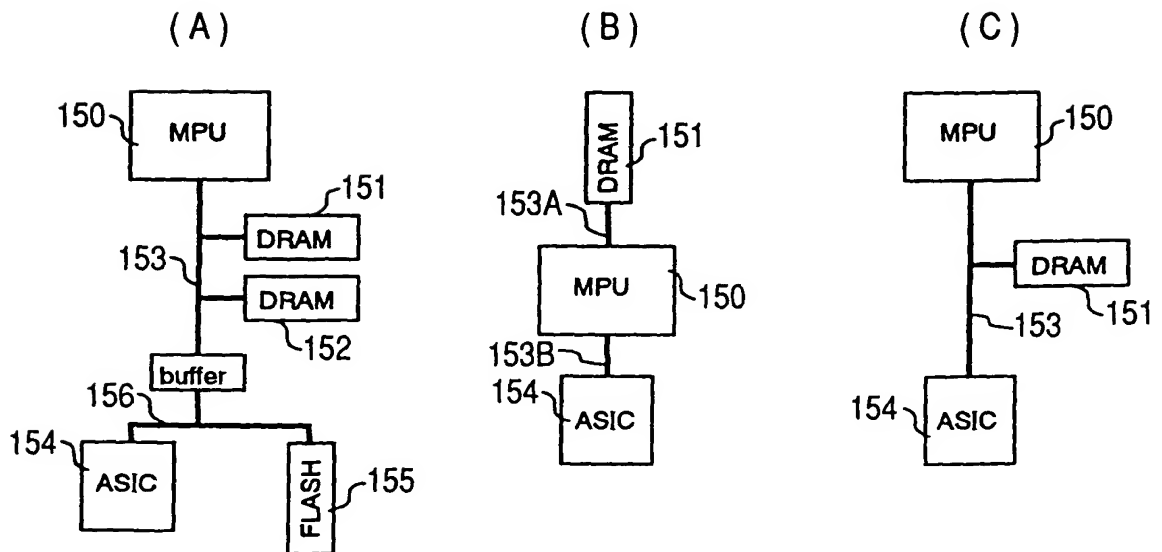 (A)
150
MPU
151
DRAM
153
DRAM
152
buffer
156
154
ASIC
FLASH
155
(B)
DRAM
151
153A
MPU
150
153B
154
ASIC
(C)
MPU
150
DRAM
151
153
154
ASIC